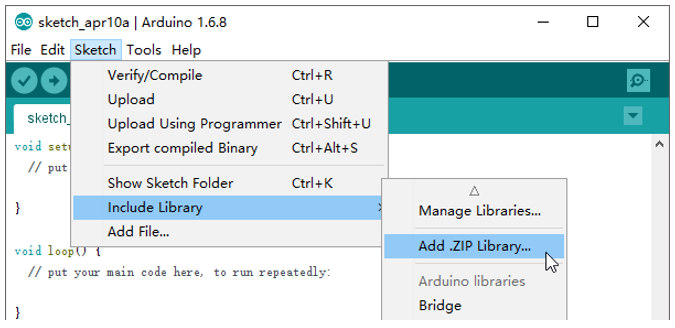 sketch_apr10a | Arduino 1.6.8
File Edit Sketch Tools Help
Verify/Compile Ctrl+R
Upload Ctrl+U
Upload Using Programmer Ctrl+Shift+U
Export compiled Binary Ctrl+Alt+S
Show Sketch Folder Ctrl+K
Include Library
Add File...
Manage Libraries...
Add .ZIP Library...
Arduino libraries
Bridge
sketch_
void setu
// put
}
void loop() {
// put your main code here, to run repeatedly:
}